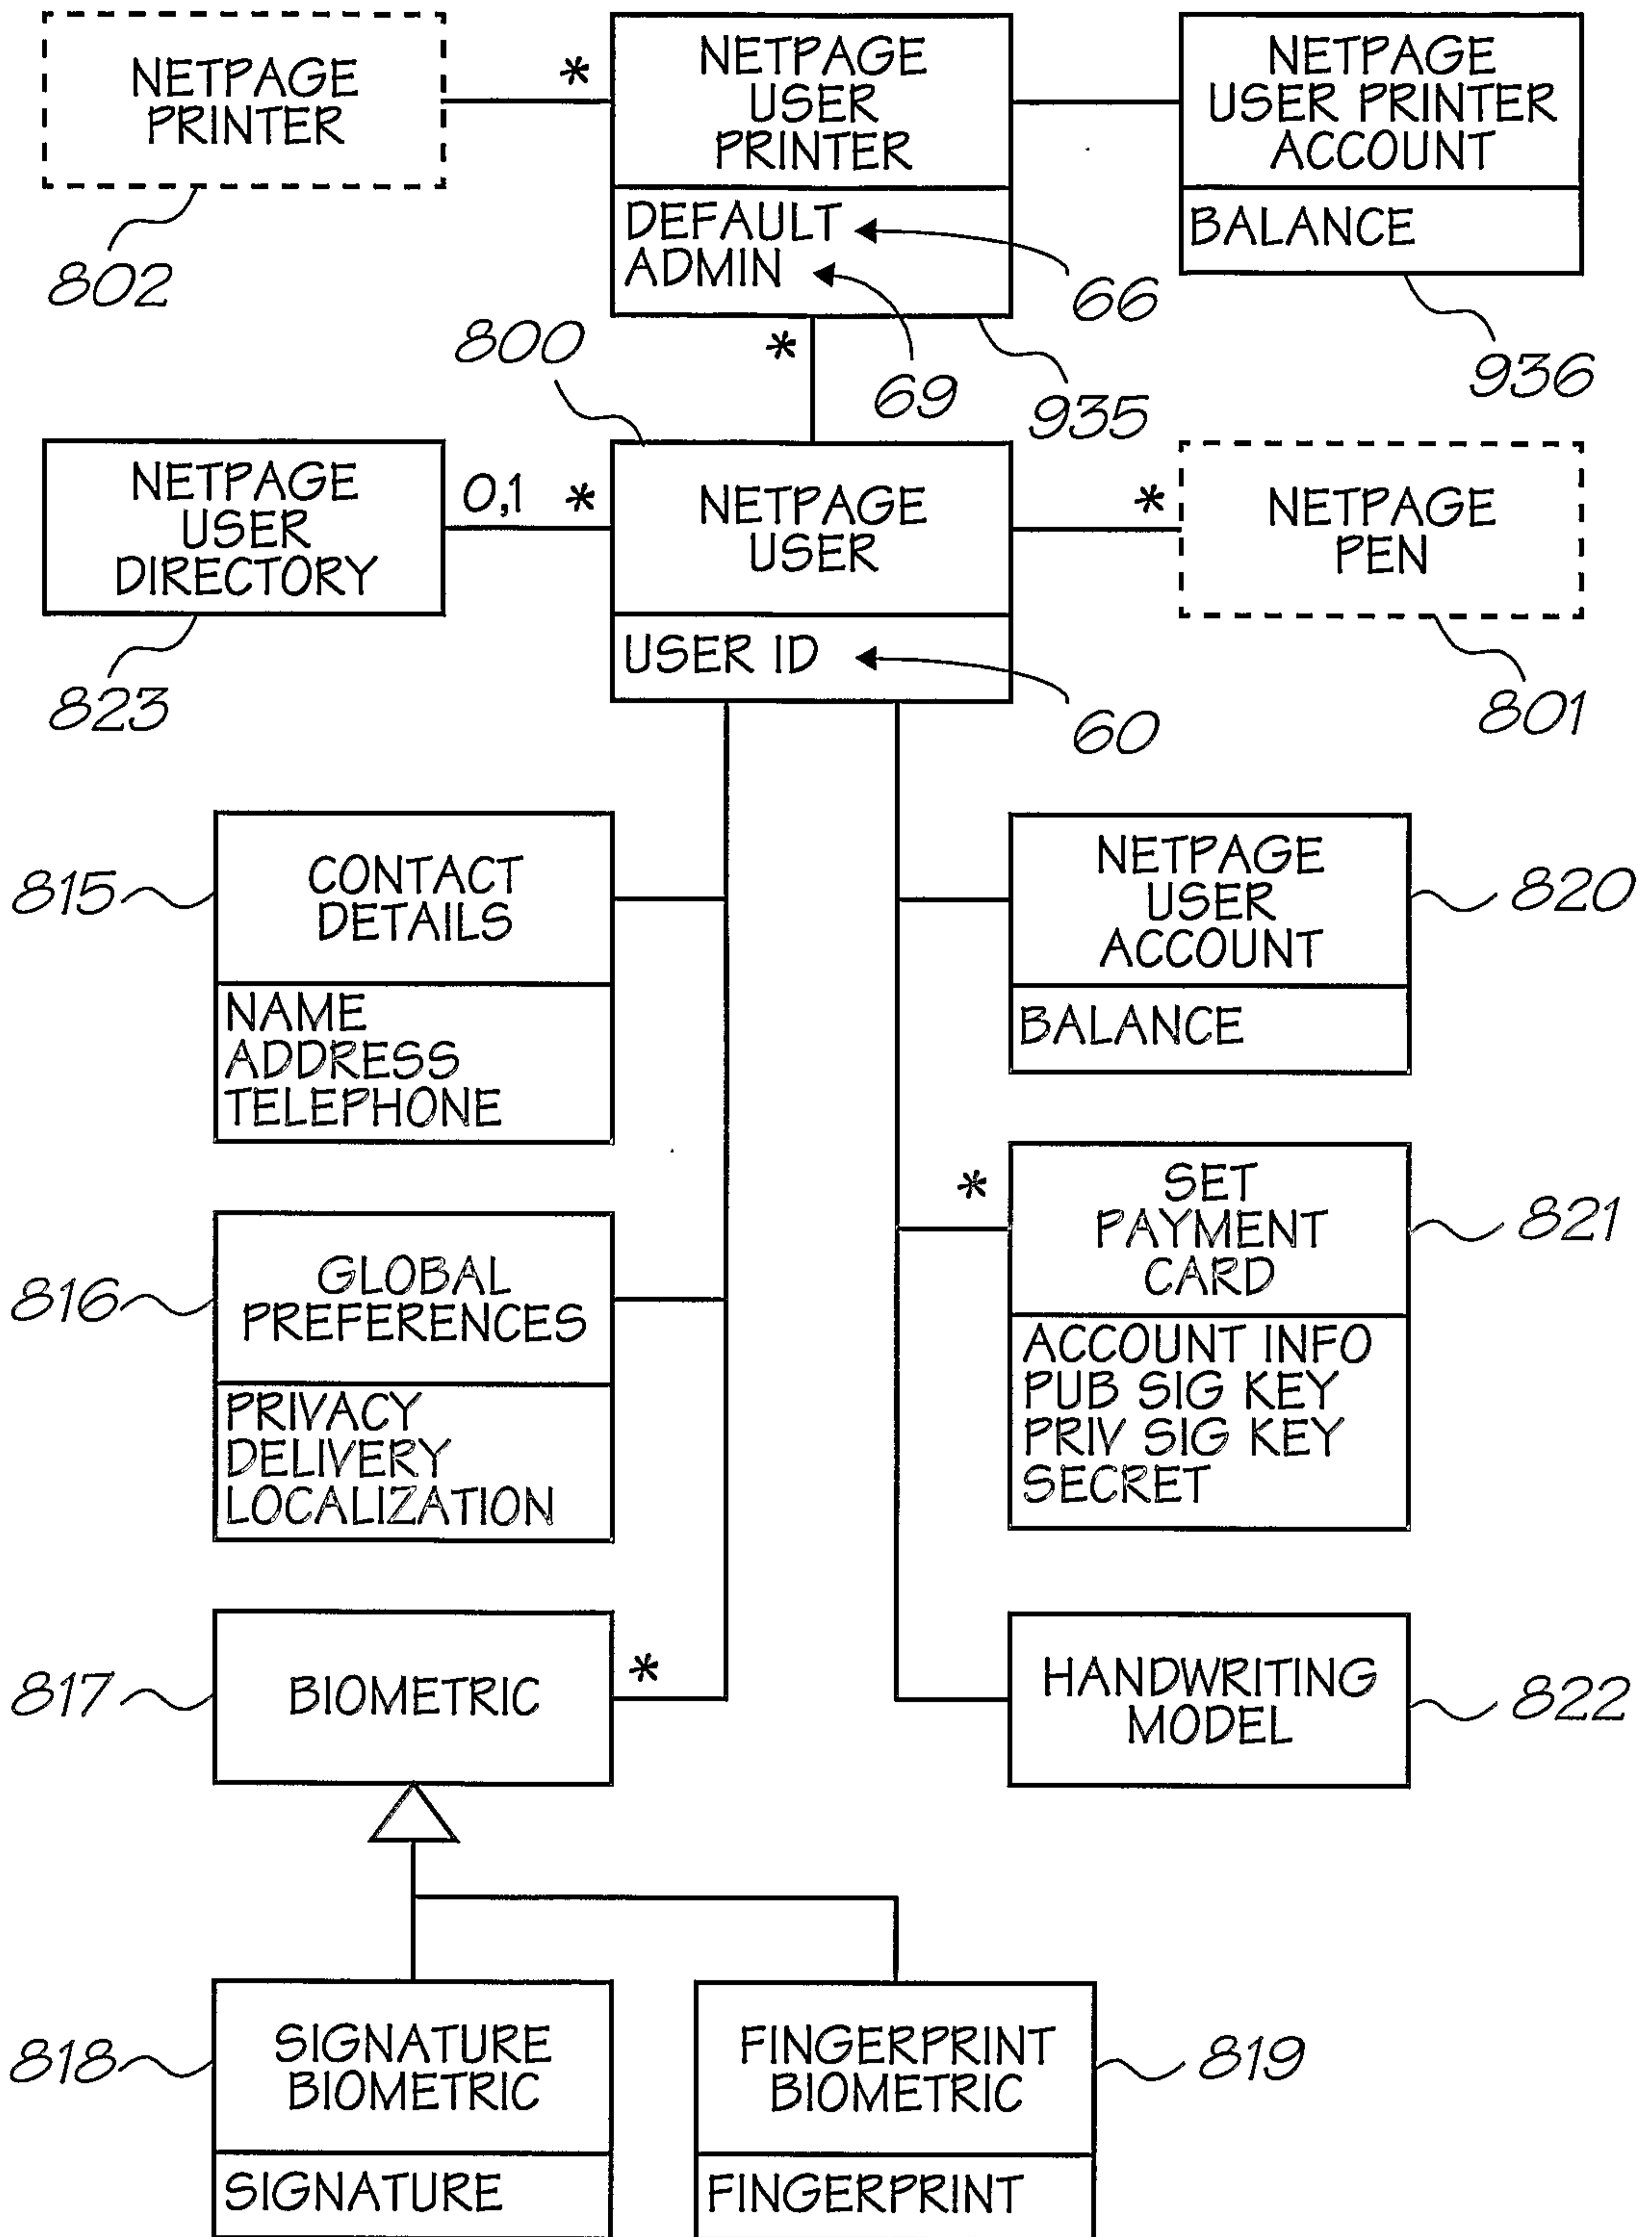 NETPAGE
PRINTER
802
*
NETPAGE
USER
PRINTER
DEFAULT
ADMIN
66
69
935
*
NETPAGE
USER PRINTER
ACCOUNT
BALANCE
936
800
NETPAGE
USER
DIRECTORY
823
0,1 *
NETPAGE
USER
USER ID
60
*
NETPAGE
PEN
801
815
CONTACT
DETAILS
NAME
ADDRESS
TELEPHONE
NETPAGE
USER
ACCOUNT
BALANCE
820
816
GLOBAL
PREFERENCES
PRIVACY
DELIVERY
LOCALIZATION
*
SET
PAYMENT
CARD
ACCOUNT INFO
PUB SIG KEY
PRIV SIG KEY
SECRET
821
817
BIOMETRIC
*
HANDWRITING
MODEL
822
818
SIGNATURE
BIOMETRIC
SIGNATURE
FINGERPRINT
BIOMETRIC
FINGERPRINT
819